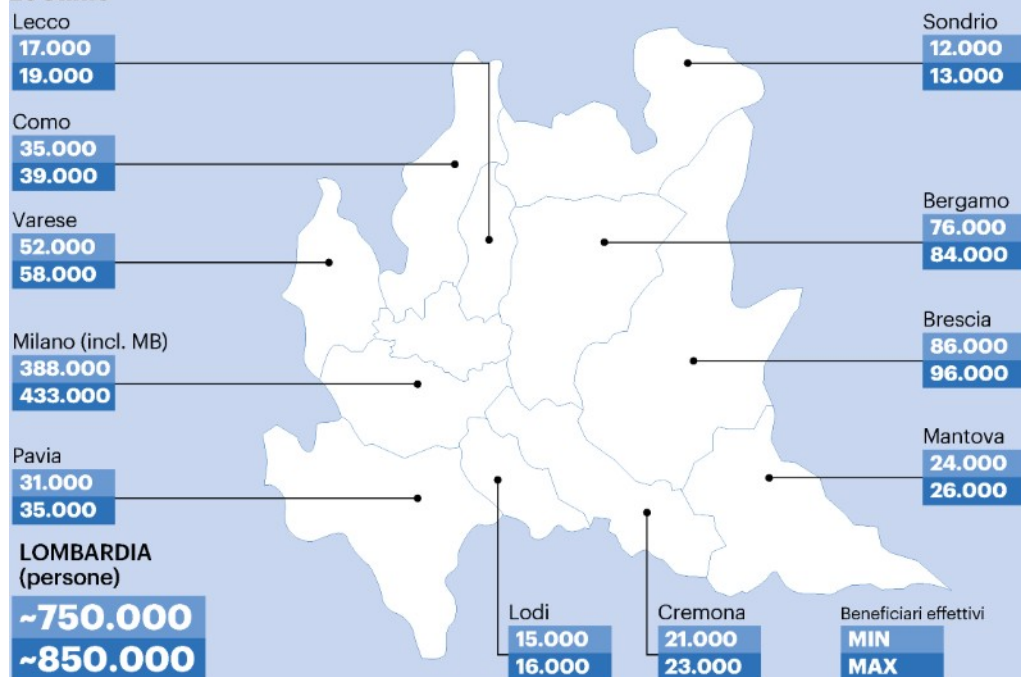 Lecco
17.000
19.000
Como
35.000
39.000
Varese
52.000
58.000
Milano (incl. MB)
388.000
433.000
Pavia
31.000
35.000
LOMBARDIA
(persone)
~750.000
~850.000
Lodi
15.000
16.000
Cremona
21.000
23.000
Sondrio
12.000
13.000
Bergamo
76.000
84.000
Brescia
86.000
96.000
Mantova
24.000
26.000
Beneficiari effettivi
MIN
MAX